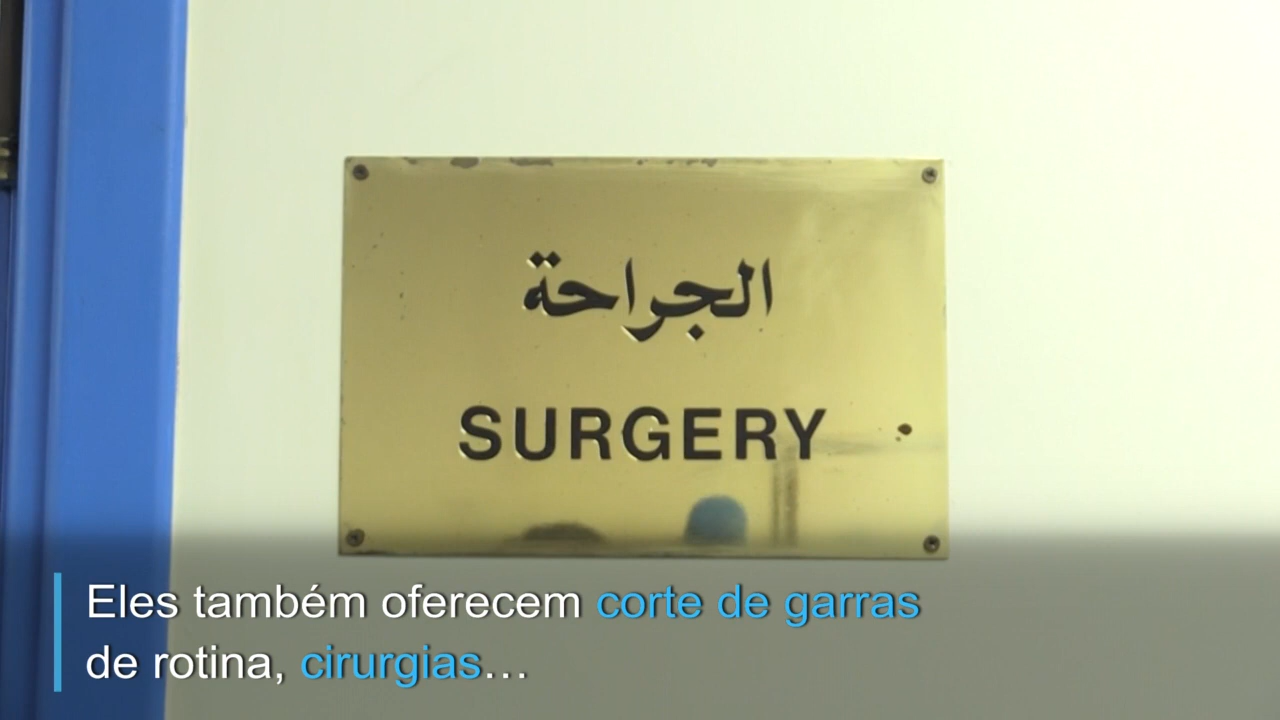 الجراحة
SURGERY
Eles também oferecem corte de garras
de rotina, cirurgias…